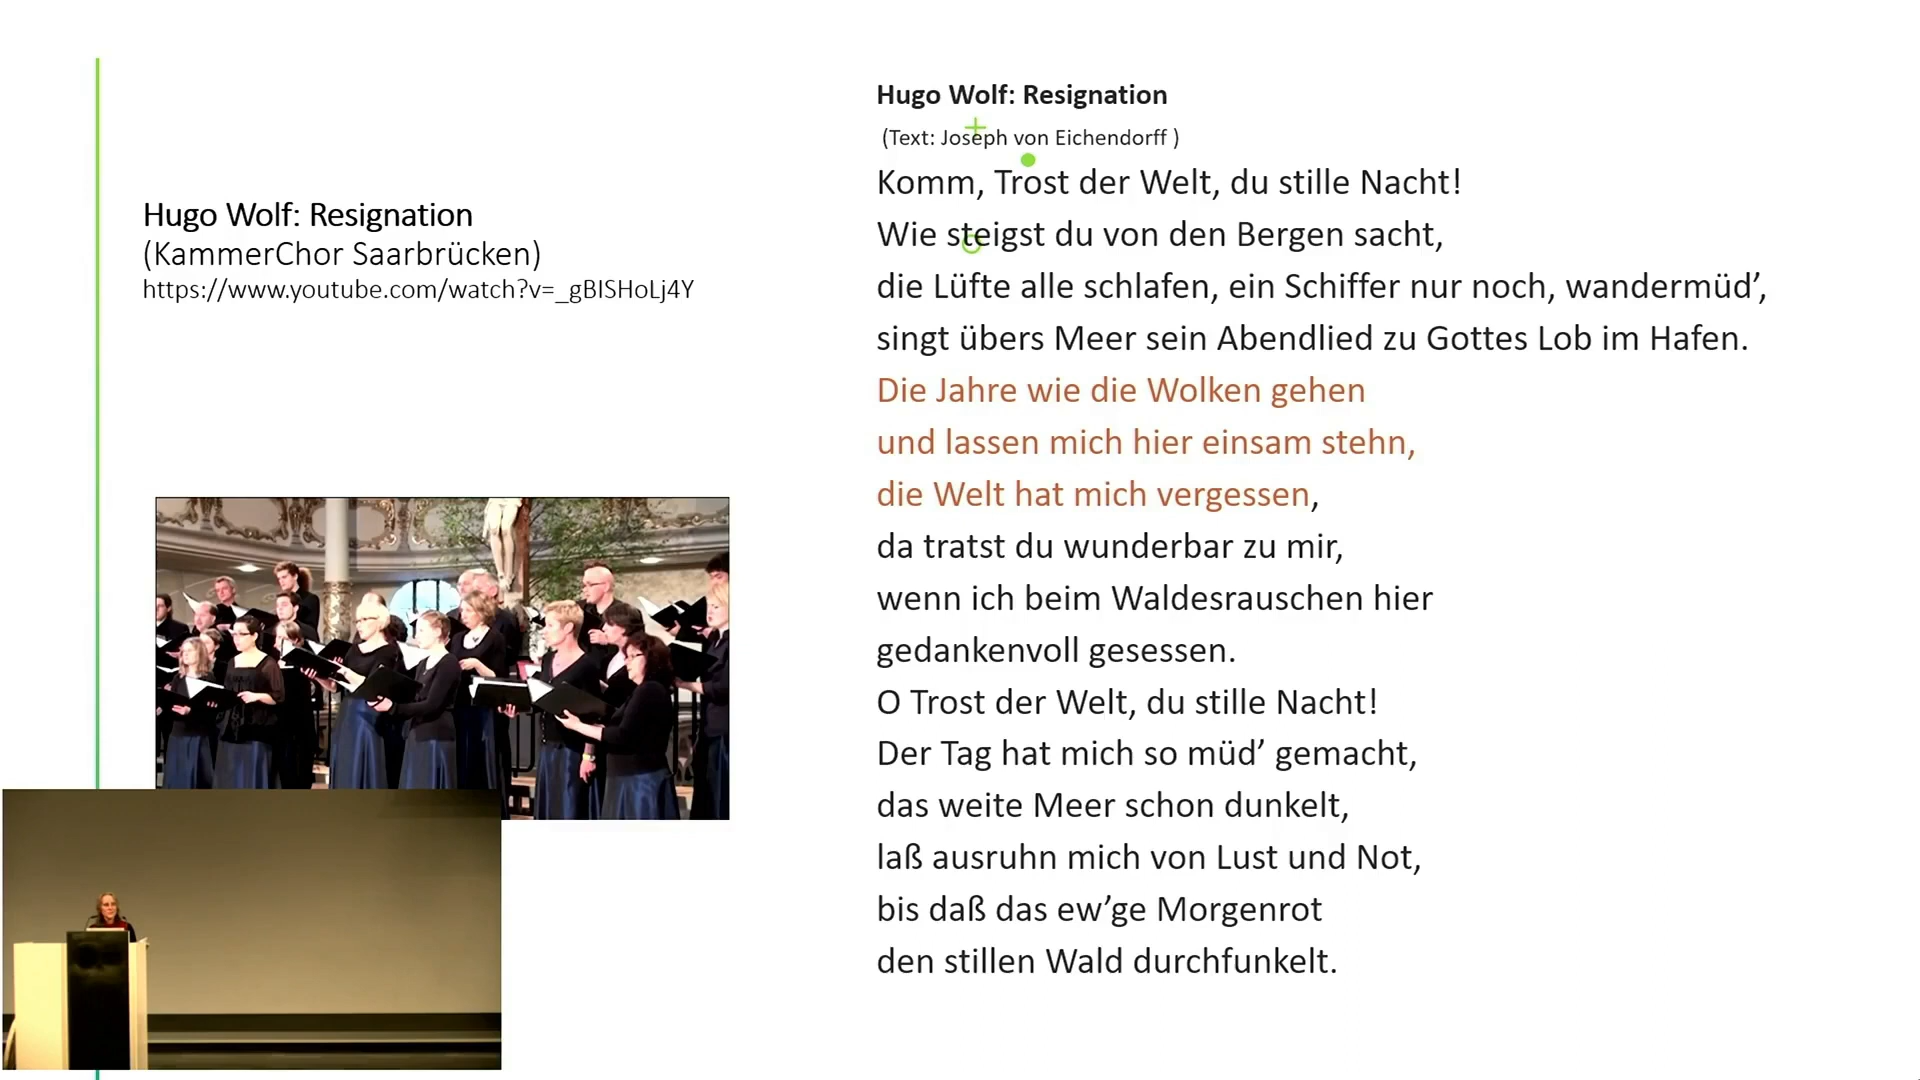 Hugo Wolf: Resignation
(KammerChor Saarbrücken)
https://www.youtube.com/watch?v=_gBISHoLj4Y
Hugo Wolf: Resignation
(Text: Joseph von Eichendorff )
Komm, Trost der Welt, du stille Nacht!
Wie steigst du von den Bergen sacht,
die Lüfte alle schlafen, ein Schiffer nur noch, wandermüd’,
singt übers Meer sein Abendlied zu Gottes Lob im Hafen.
Die Jahre wie die Wolken gehen
und lassen mich hier einsam stehn,
die Welt hat mich vergessen,
da tratst du wunderbar zu mir,
wenn ich beim Waldesrauschen hier
gedankenvoll gesessen.
O Trost der Welt, du stille Nacht!
Der Tag hat mich so müd’ gemacht,
das weite Meer schon dunkelt,
laß ausruhn mich von Lust und Not,
bis daß das ew’ge Morgenrot
den stillen Wald durchfunkelt.